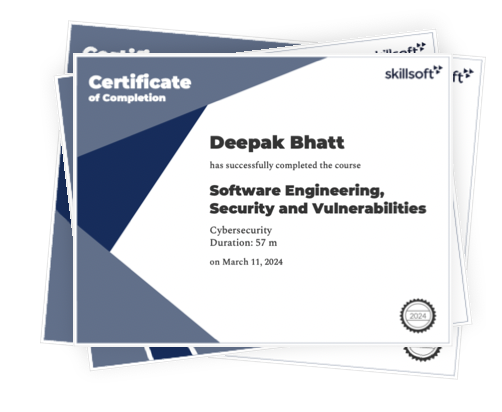 Certificate
of Completion
skillsoft
Deepak Bhatt
has successfully completed the course
Software Engineering,
Security and Vulnerabilities
Cybersecurity
Duration: 57 m
on March 11, 2024
2024